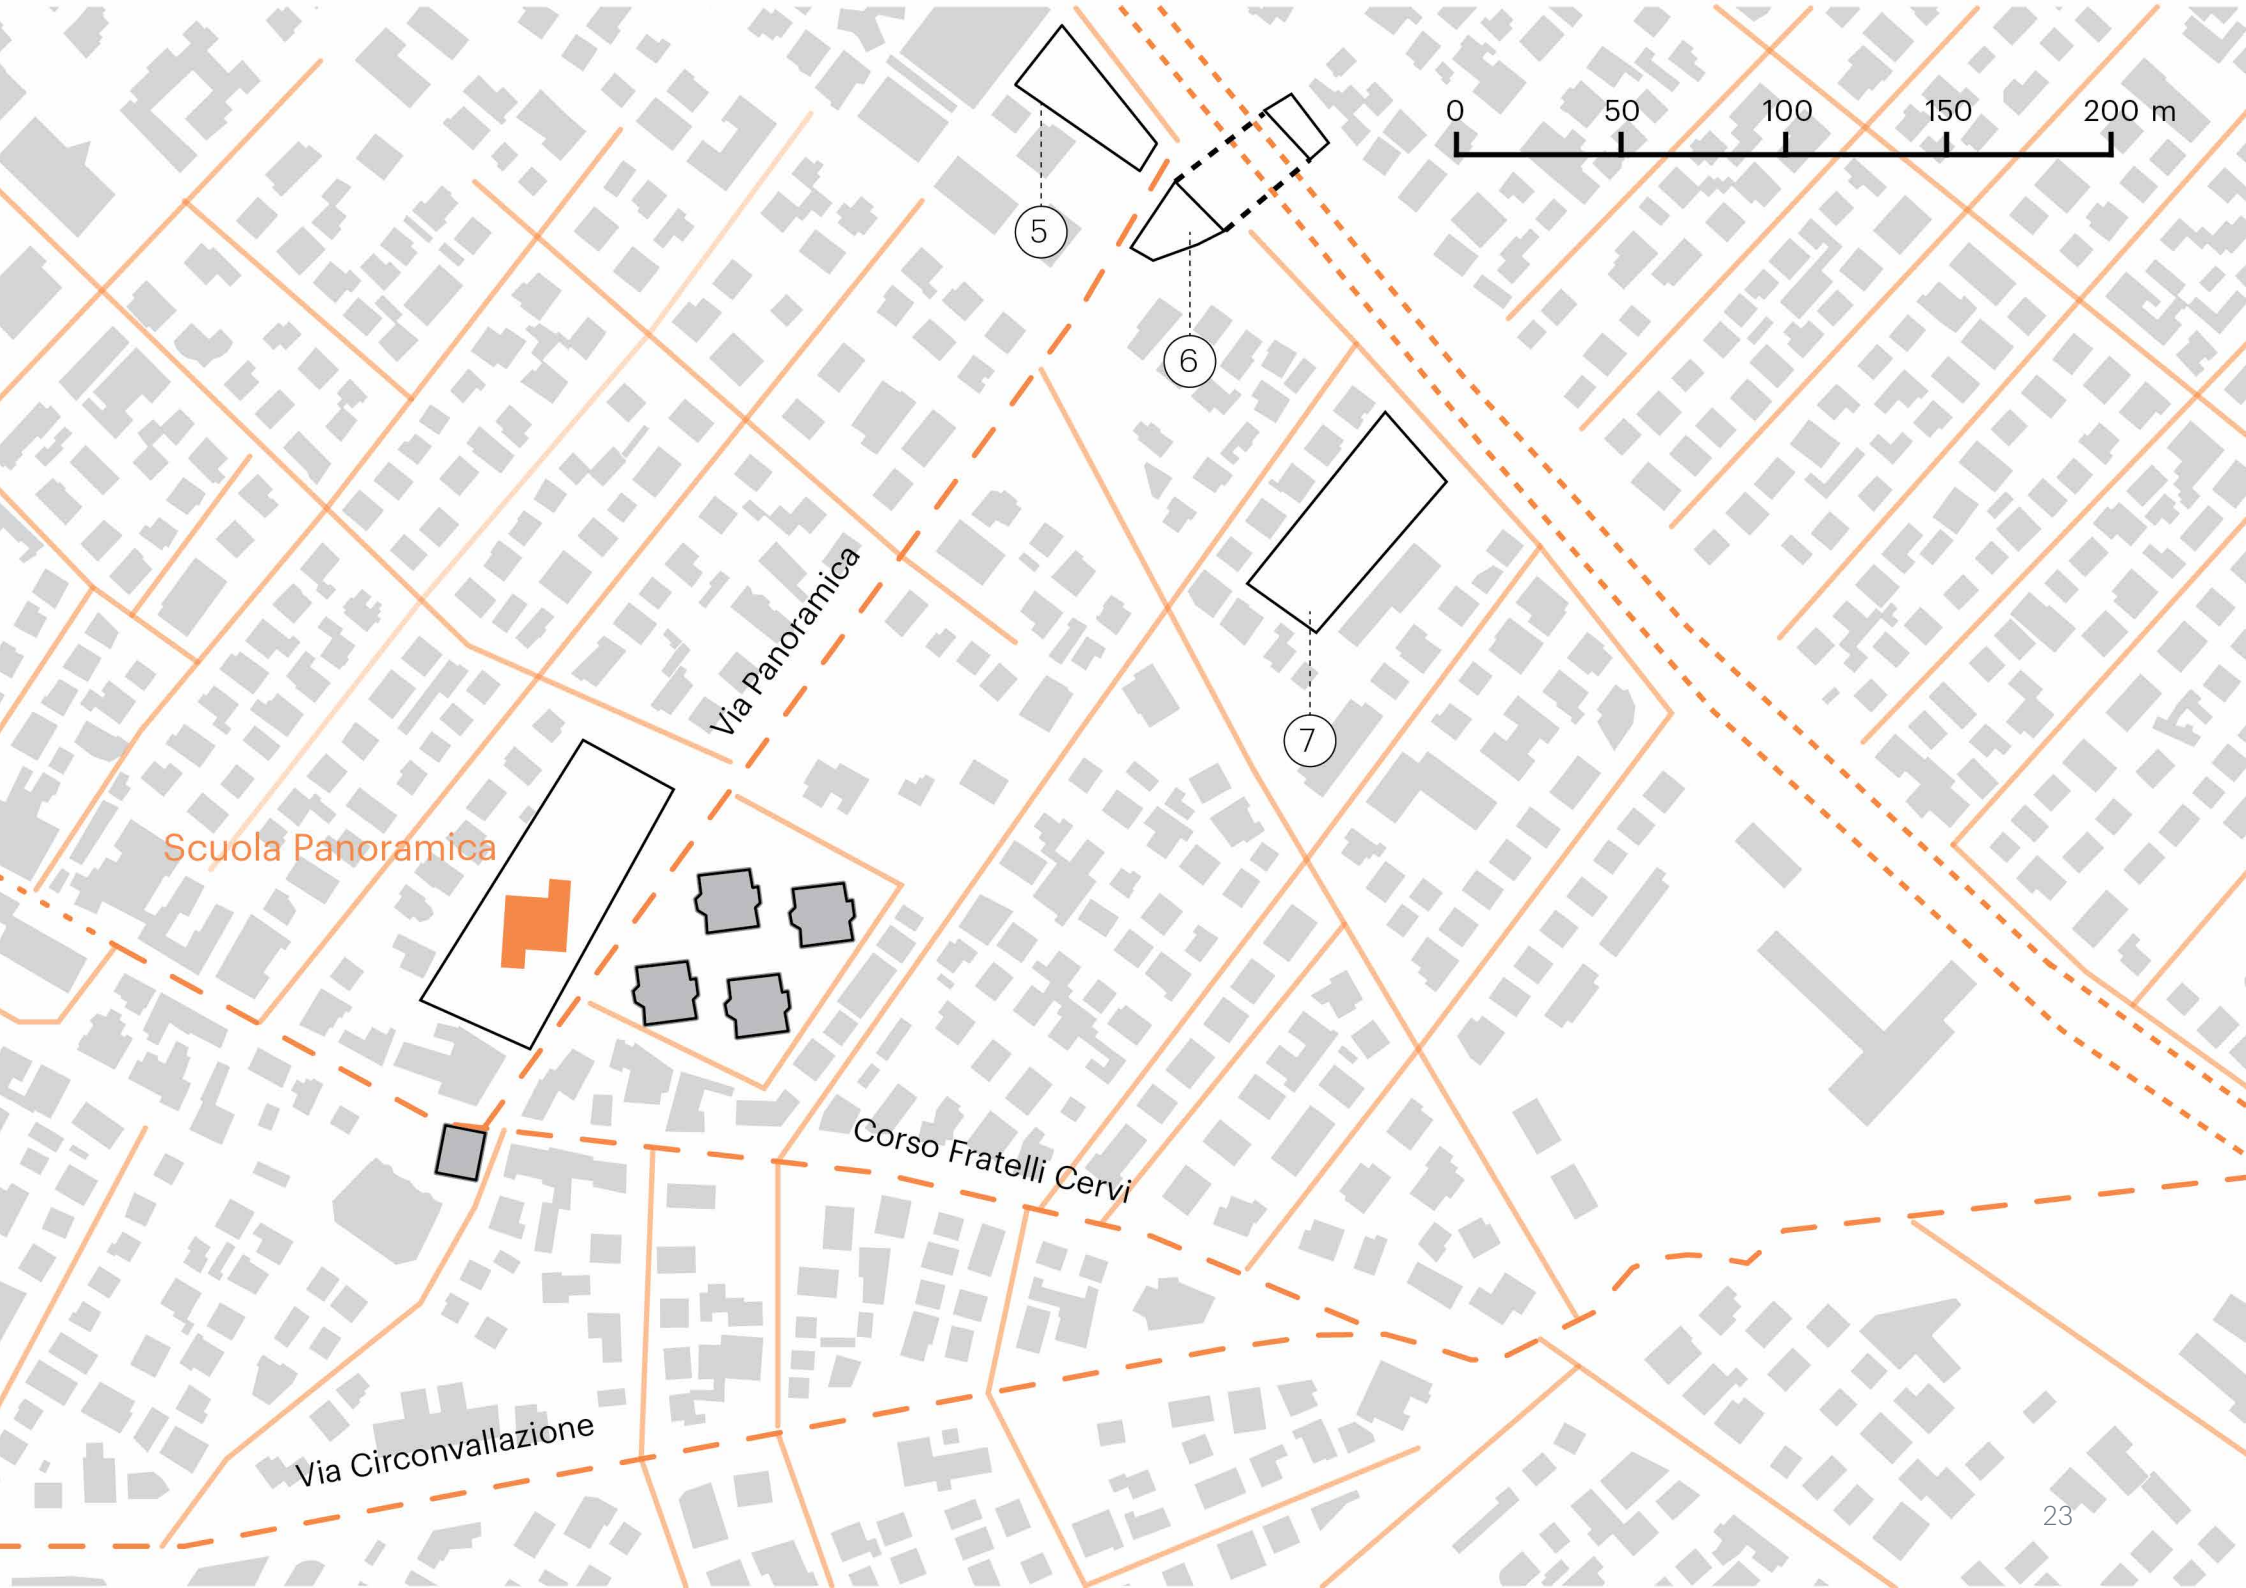 0 50 100 150 200 m
5
6
Via Panoramica
7
Scuola Panoramica
Corso Fratelli Cervi
Via Circonvallazione
23